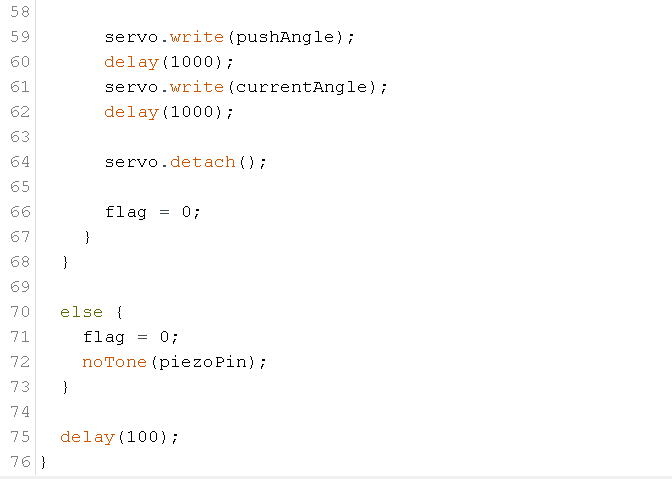 58
59 servo.write(pushAngle);
60 delay(1000);
61 servo.write(currentAngle);
62 delay(1000);
63
64 servo.detach();
65
66 flag = 0;
67 }
68 }
69
70 else {
71 flag = 0;
72 noTone(piezoPin);
73 }
74
75 delay(100);
76 }